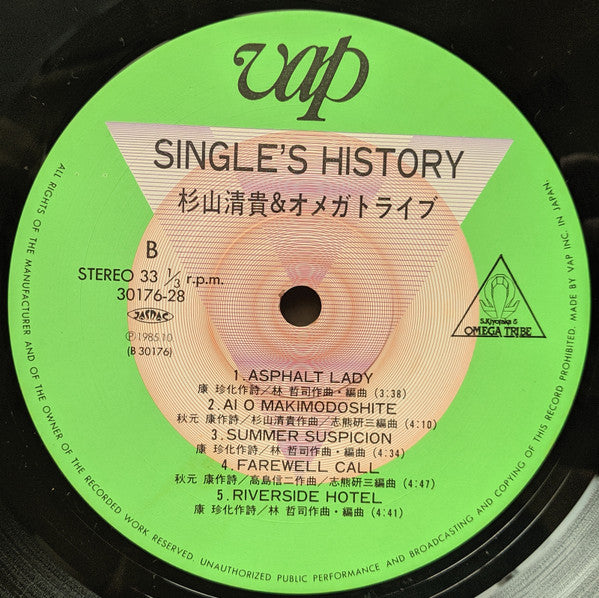 vap
SINGLE'S HISTORY
杉山清貴&オメガトライブ
B
STEREO 33 1/3 r.p.m.
30176-28
JASRAC
Ⓟ1985.10
(B 30176)
S.Kiyotaka &
OMEGA TRIBE
1.ASPHALT LADY
康 珍化作詩/林 哲司作曲・編曲 (3:38)
2.AI O MAKIMODOSHITE
秋元 康作詩/杉山清貴作曲/志熊研三編曲 (4:10)
3.SUMMER SUSPICION
康 珍化作詩/林 哲司作曲・編曲 (4:34)
4.FAREWELL CALL
秋元 康作詩/高島信二作曲/志熊研三編曲 (4:47)
5.RIVERSIDE HOTEL
康 珍化作詩/林 哲司作曲・編曲 (4:41)
ALL RIGHTS OF THE MANUFACTURER AND OF THE OWNER OF THE RECORDED WORK RESERVED. UNAUTHORIZED PUBLIC PERFORMANCE AND BROADCASTING AND COPYING OF THIS RECORD PROHIBITED. MADE BY VAP INC. IN JAPAN.